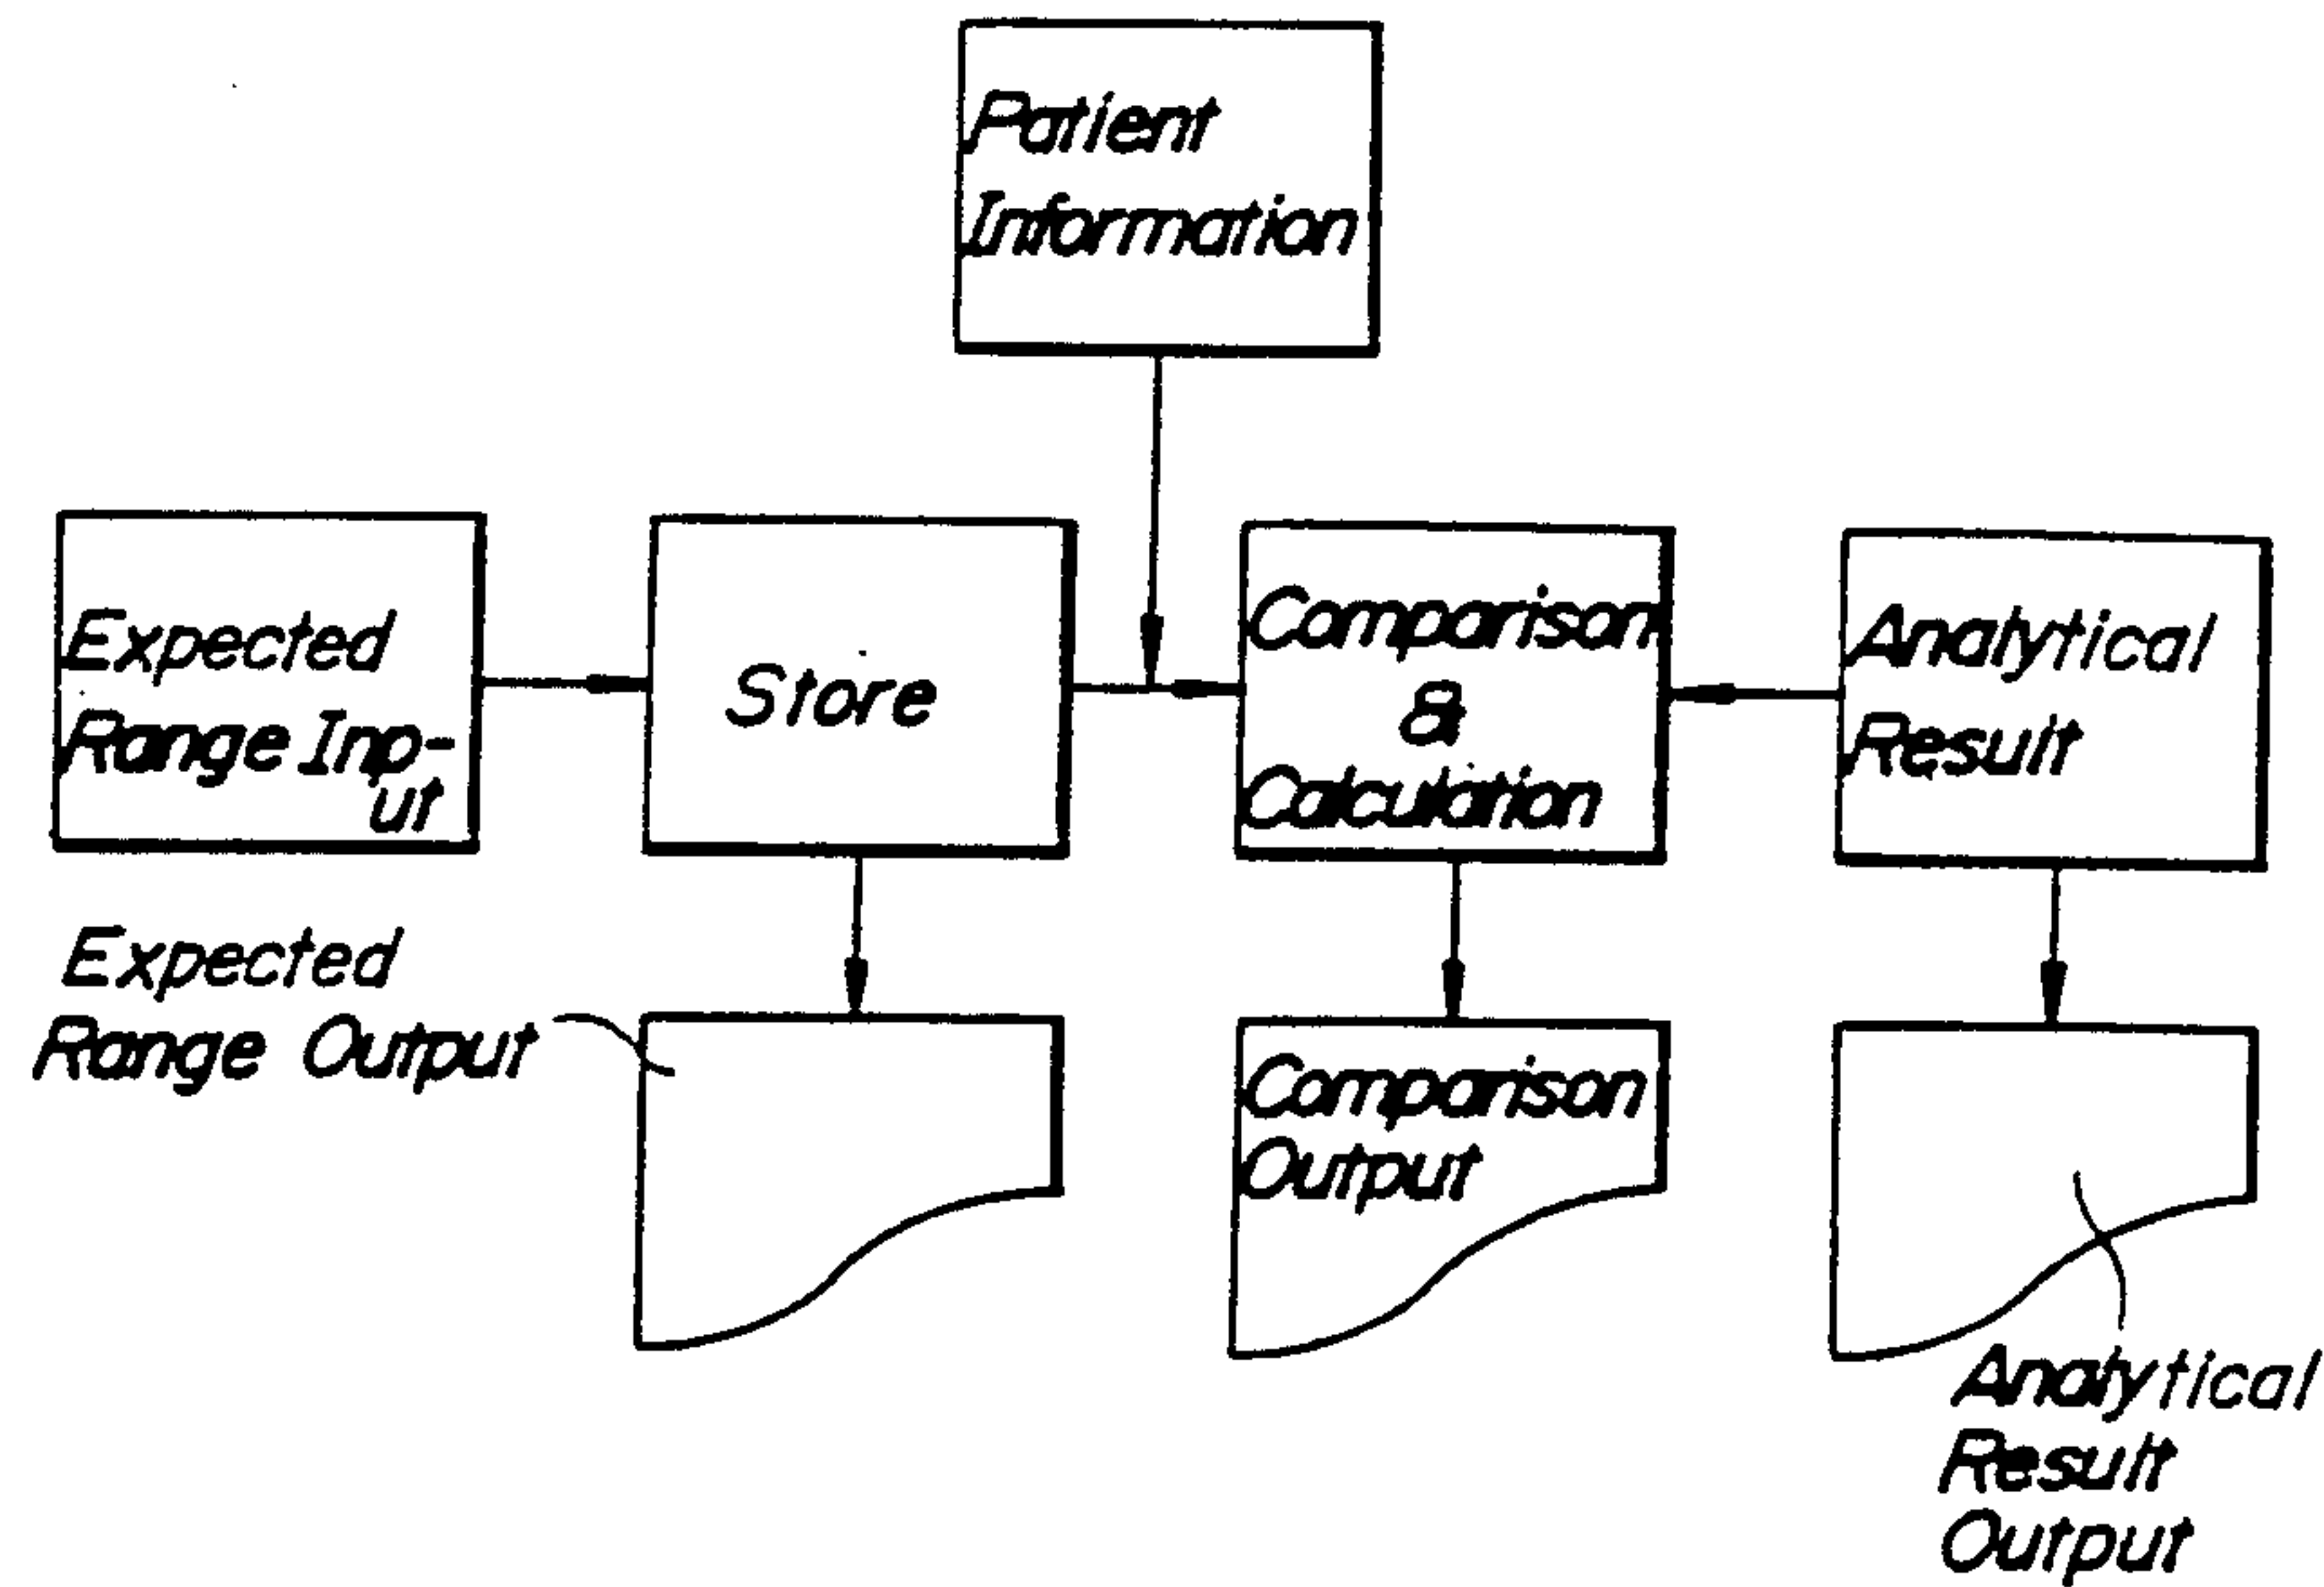 Patient
Information
Expected
Range Inp-
ut
Store
Comparison
&
Calculation
Analytical
Result
Expected
Range Output
Comparison
Output
Analytical
Result
Output